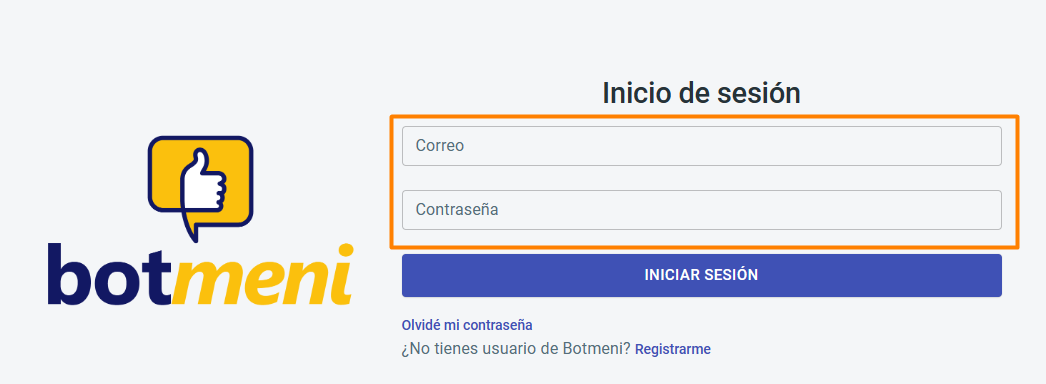 Inicio de sesión
Correo
Contraseña
botmeni
INICIAR SESIÓN
Olvidé mi contraseña
¿No tienes usuario de Botmeni? Registrarme